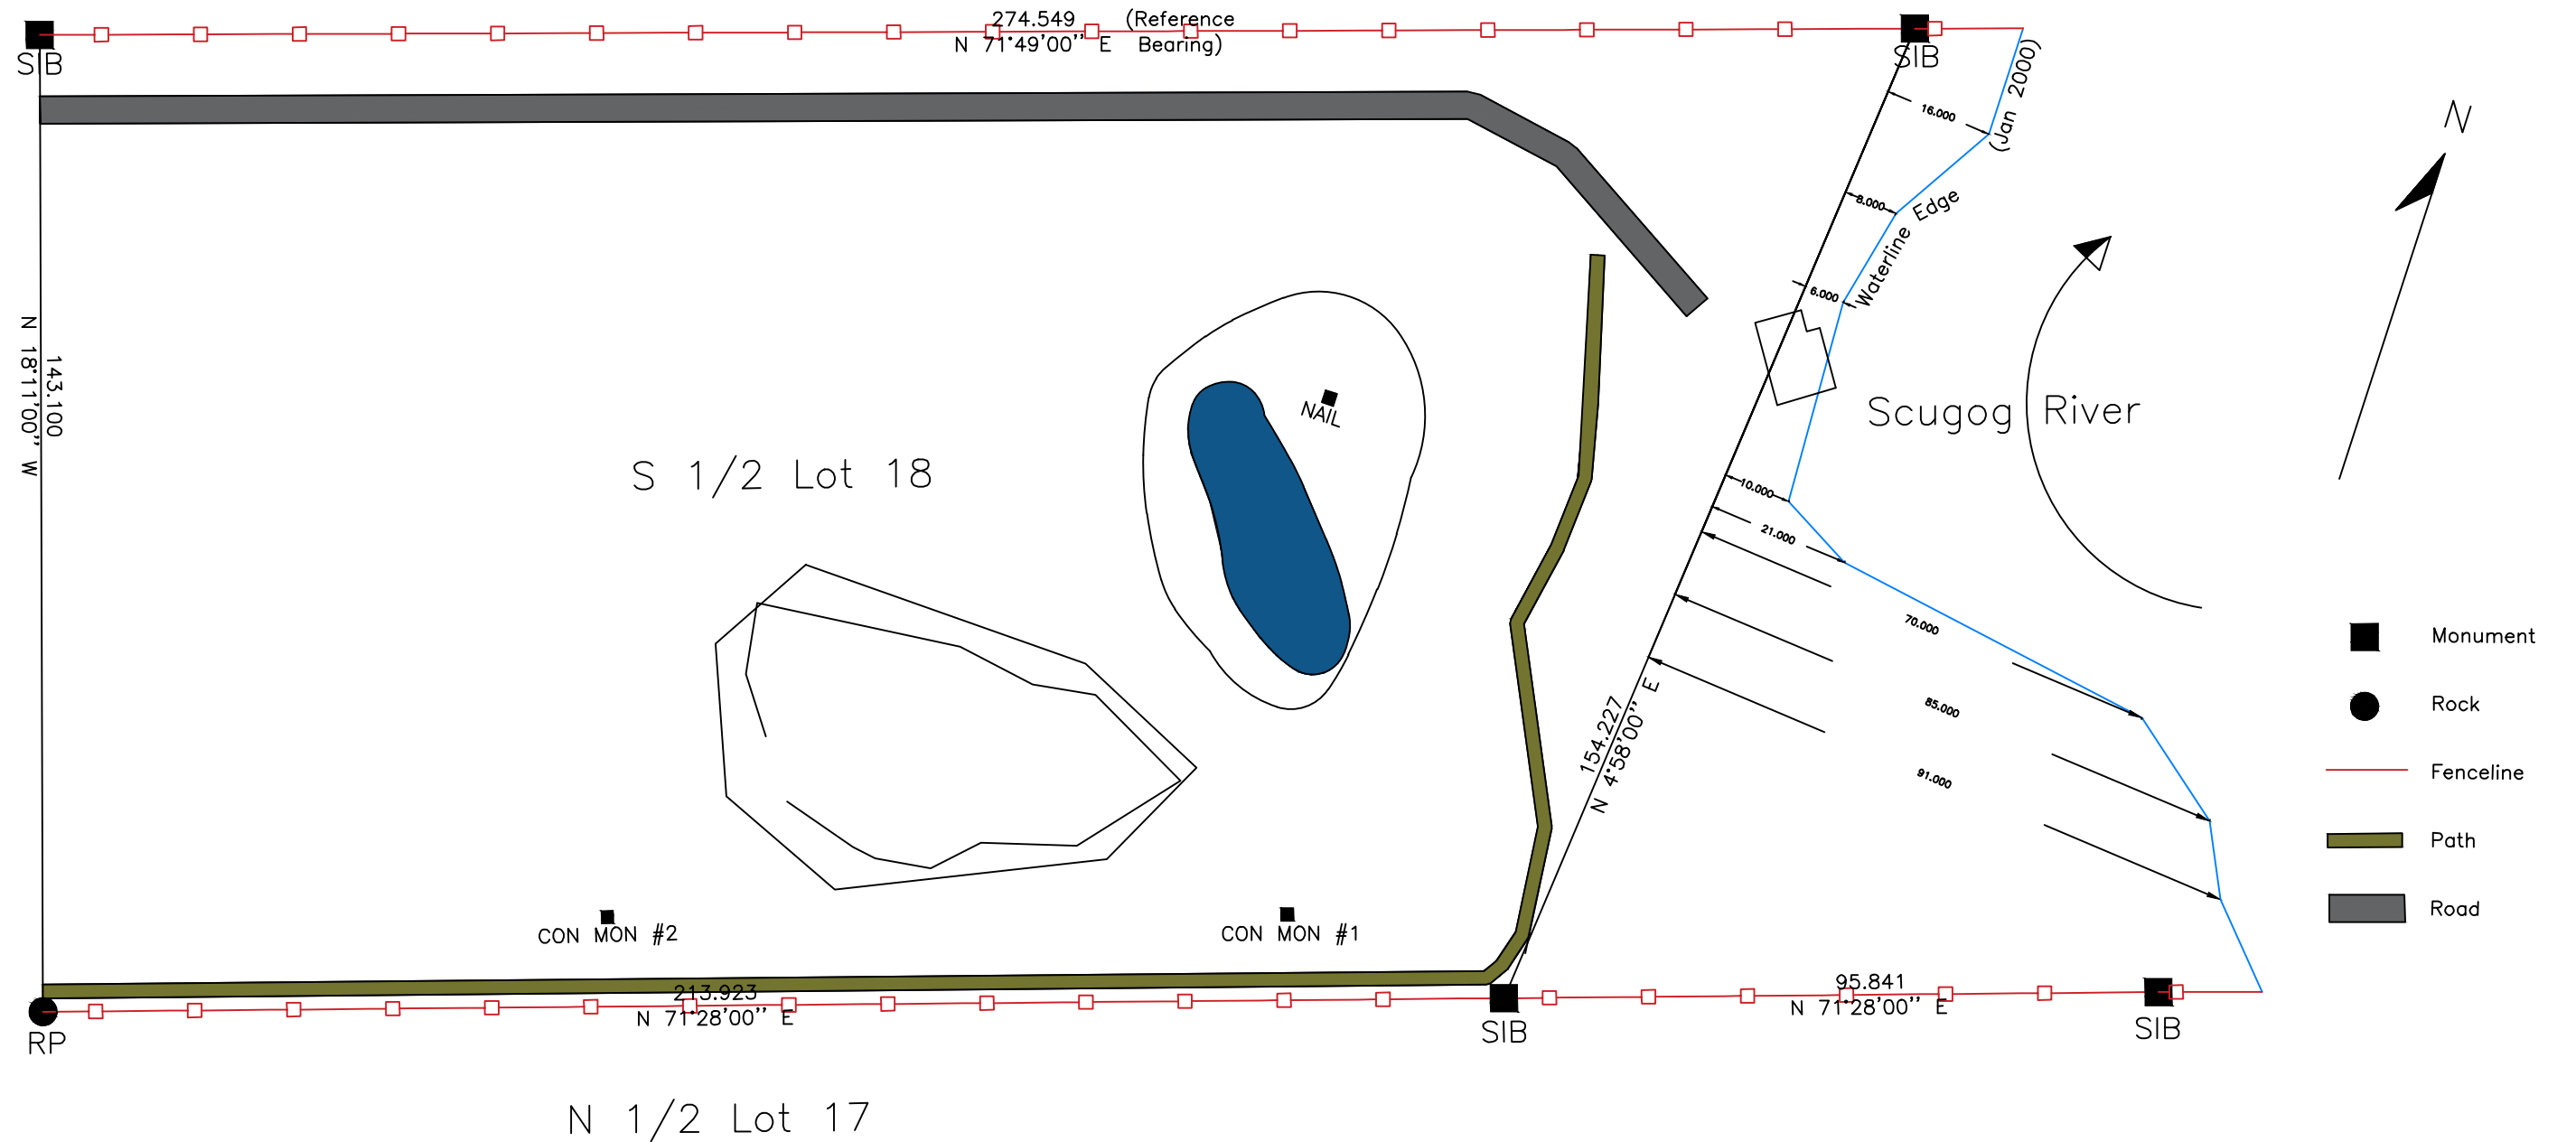 274.549 (Reference
N 71°49'00'' E Bearing)
SIB
SIB
(Jan 2000)
16.000
N
8.000
Edge
Waterline
6.000
N 18°11'00'' W
143.100
NAIL
Scugog River
S 1/2 Lot 18
10.000
21.000
70.000
Monument
154.227
N 4°58'00'' E
85.000
Rock
91.000
Fenceline
Path
Road
CON MON #2
CON MON #1
213.923
N 71°28'00'' E
95.841
N 71°28'00'' E
RP
SIB
SIB
N 1/2 Lot 17